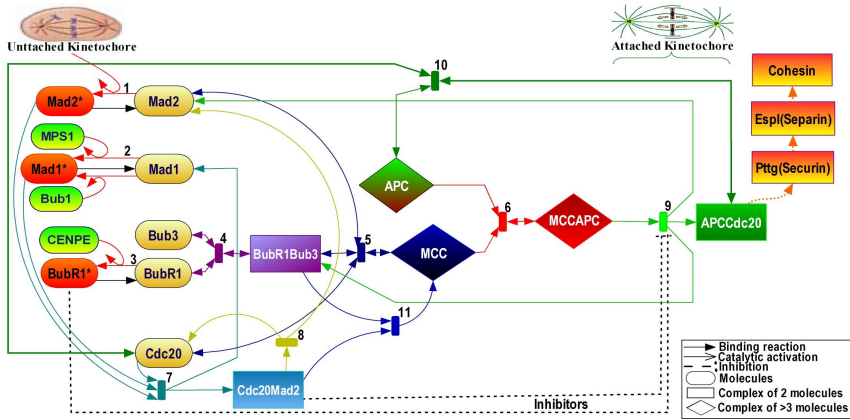 Unttached Kinetochore
Attached Kinetochore
10
Cohesin
1
Mad2*
Mad2
Espl(Separin)
MPS1
2
Mad1*
Mad1
Pttg(Securin)
APC
Bub1
6
MCCAPC
9
APCCdc20
Bub3
CENPE
4
BubR1Bub3
5
MCC
3
BubR1*
BubR1
11
8
Cdc20
7
Cdc20Mad2
Inhibitors
Binding reaction
Catalytic activation
Inhibition
Molecules
Complex of 2 molecules
Complex of >3 molecules